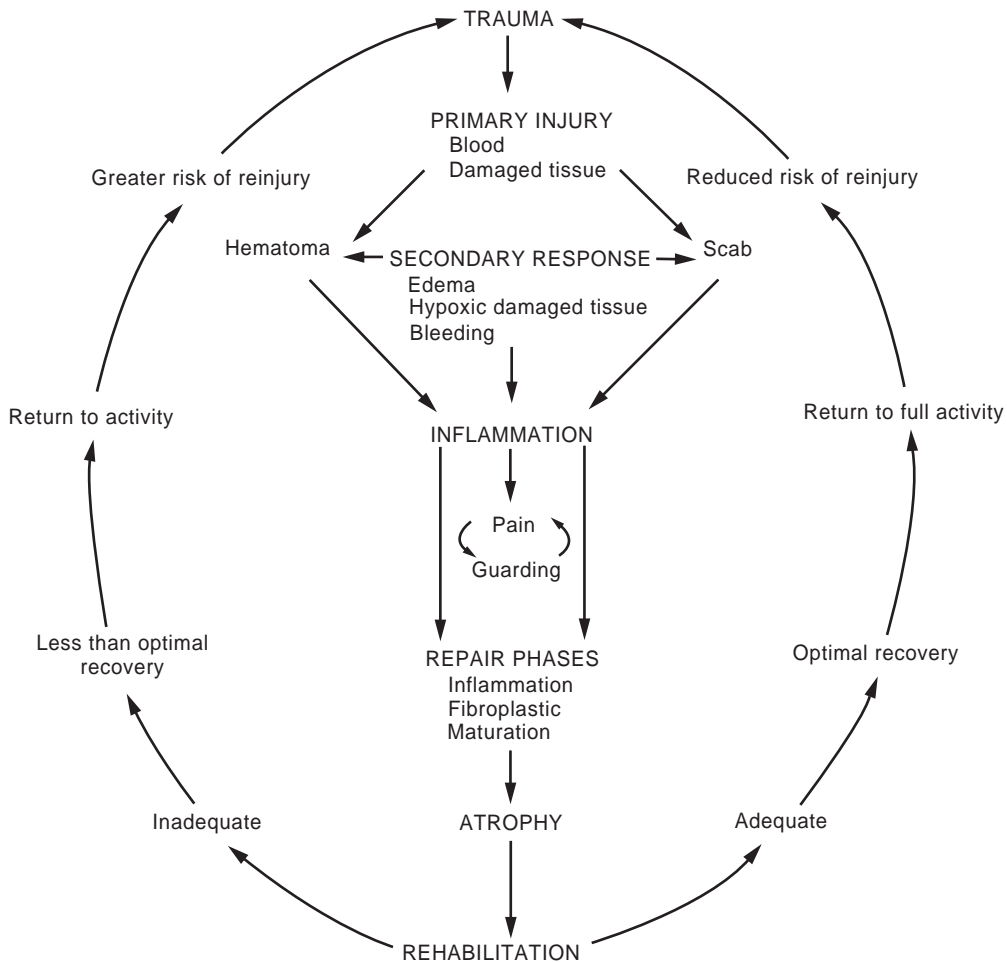 TRAUMA
PRIMARY INJURY
Blood
Damaged tissue
Greater risk of reinjury
Reduced risk of reinjury
Hematoma
SECONDARY RESPONSE
Scab
Edema
Hypoxic damaged tissue
Bleeding
Return to activity
Return to full activity
INFLAMMATION
Pain
Guarding
Less than optimal
recovery
Optimal recovery
REPAIR PHASES
Inflammation
Fibroplastic
Maturation
Inadequate
ATROPHY
Adequate
REHABILITATION